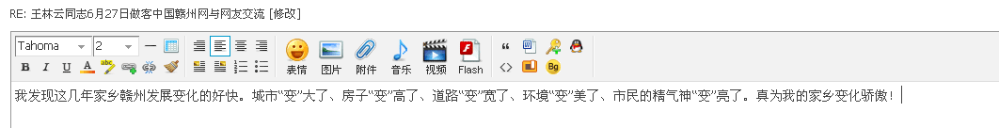 RE: 王林云同志6月27日做客中国赣州网与网友交流 [修改]
Tahoma 2
B I U A abc
表情 图片 附件 音乐 视频 Flash
Bg
我发现这几年家乡赣州发展变化的好快。城市“变”大了、房子“变”高了、道路“变”宽了、环境“变”美了、市民的精气神“变”亮了。真为我的家乡变化骄傲！